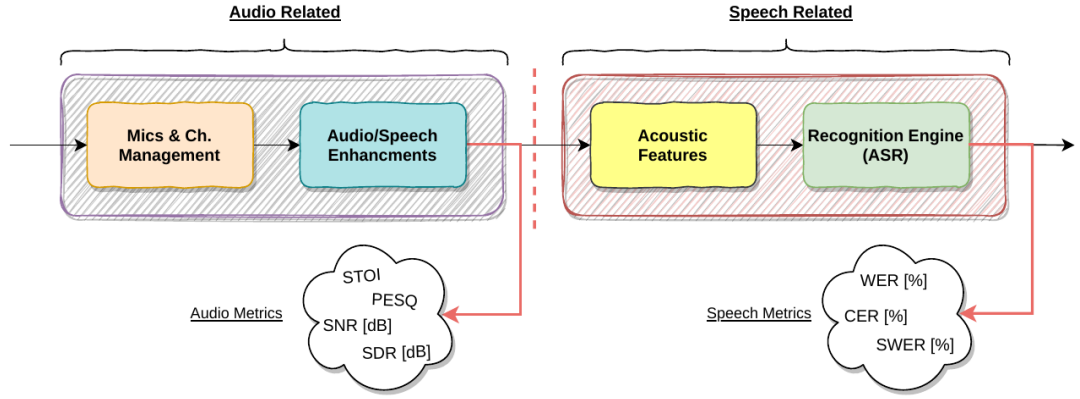 Audio Related
Speech Related
Mics & Ch.
Management
Audio/Speech
Enhancments
Acoustic
Features
Recognition Engine
(ASR)
Audio Metrics
STOI
PESQ
SNR [dB]
SDR [dB]
Speech Metrics
WER [%]
CER [%]
SWER [%]